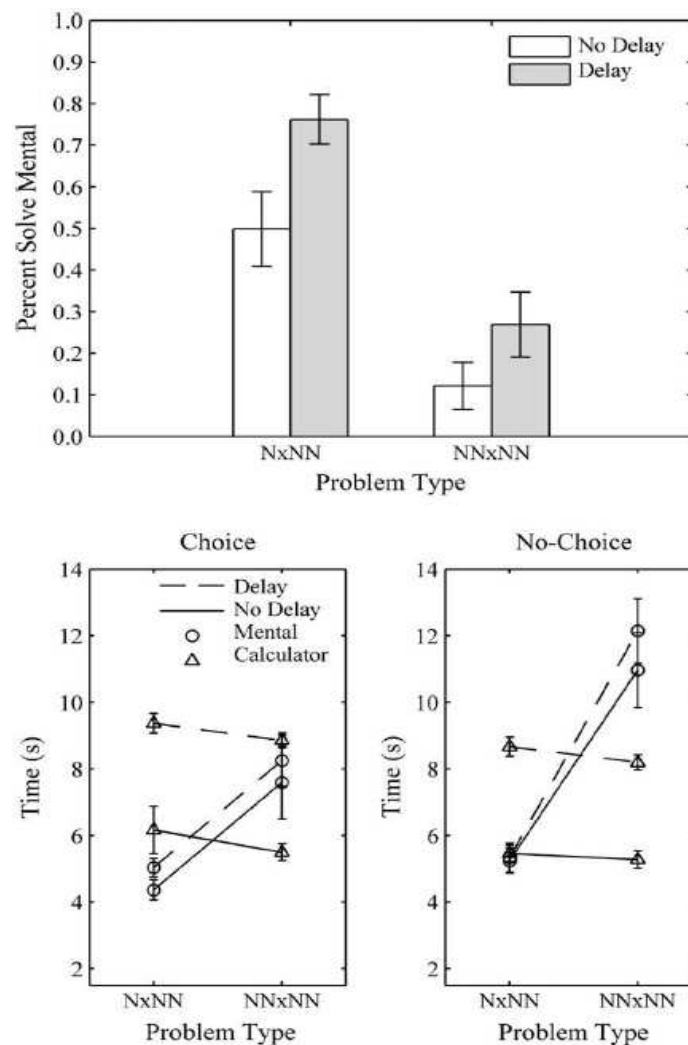 1.0
0.9
0.8
0.7
0.6
0.5
0.4
0.3
0.2
0.1
0.0
Percent Solve Mental
No Delay
Delay
NxNN
NNxNN
Problem Type
Choice
14
12
10
8
6
4
2
Time (s)
Delay
No Delay
Mental
Calculator
NxNN
NNxNN
Problem Type
No-Choice
14
12
10
8
6
4
2
Time (s)
NxNN
NNxNN
Problem Type